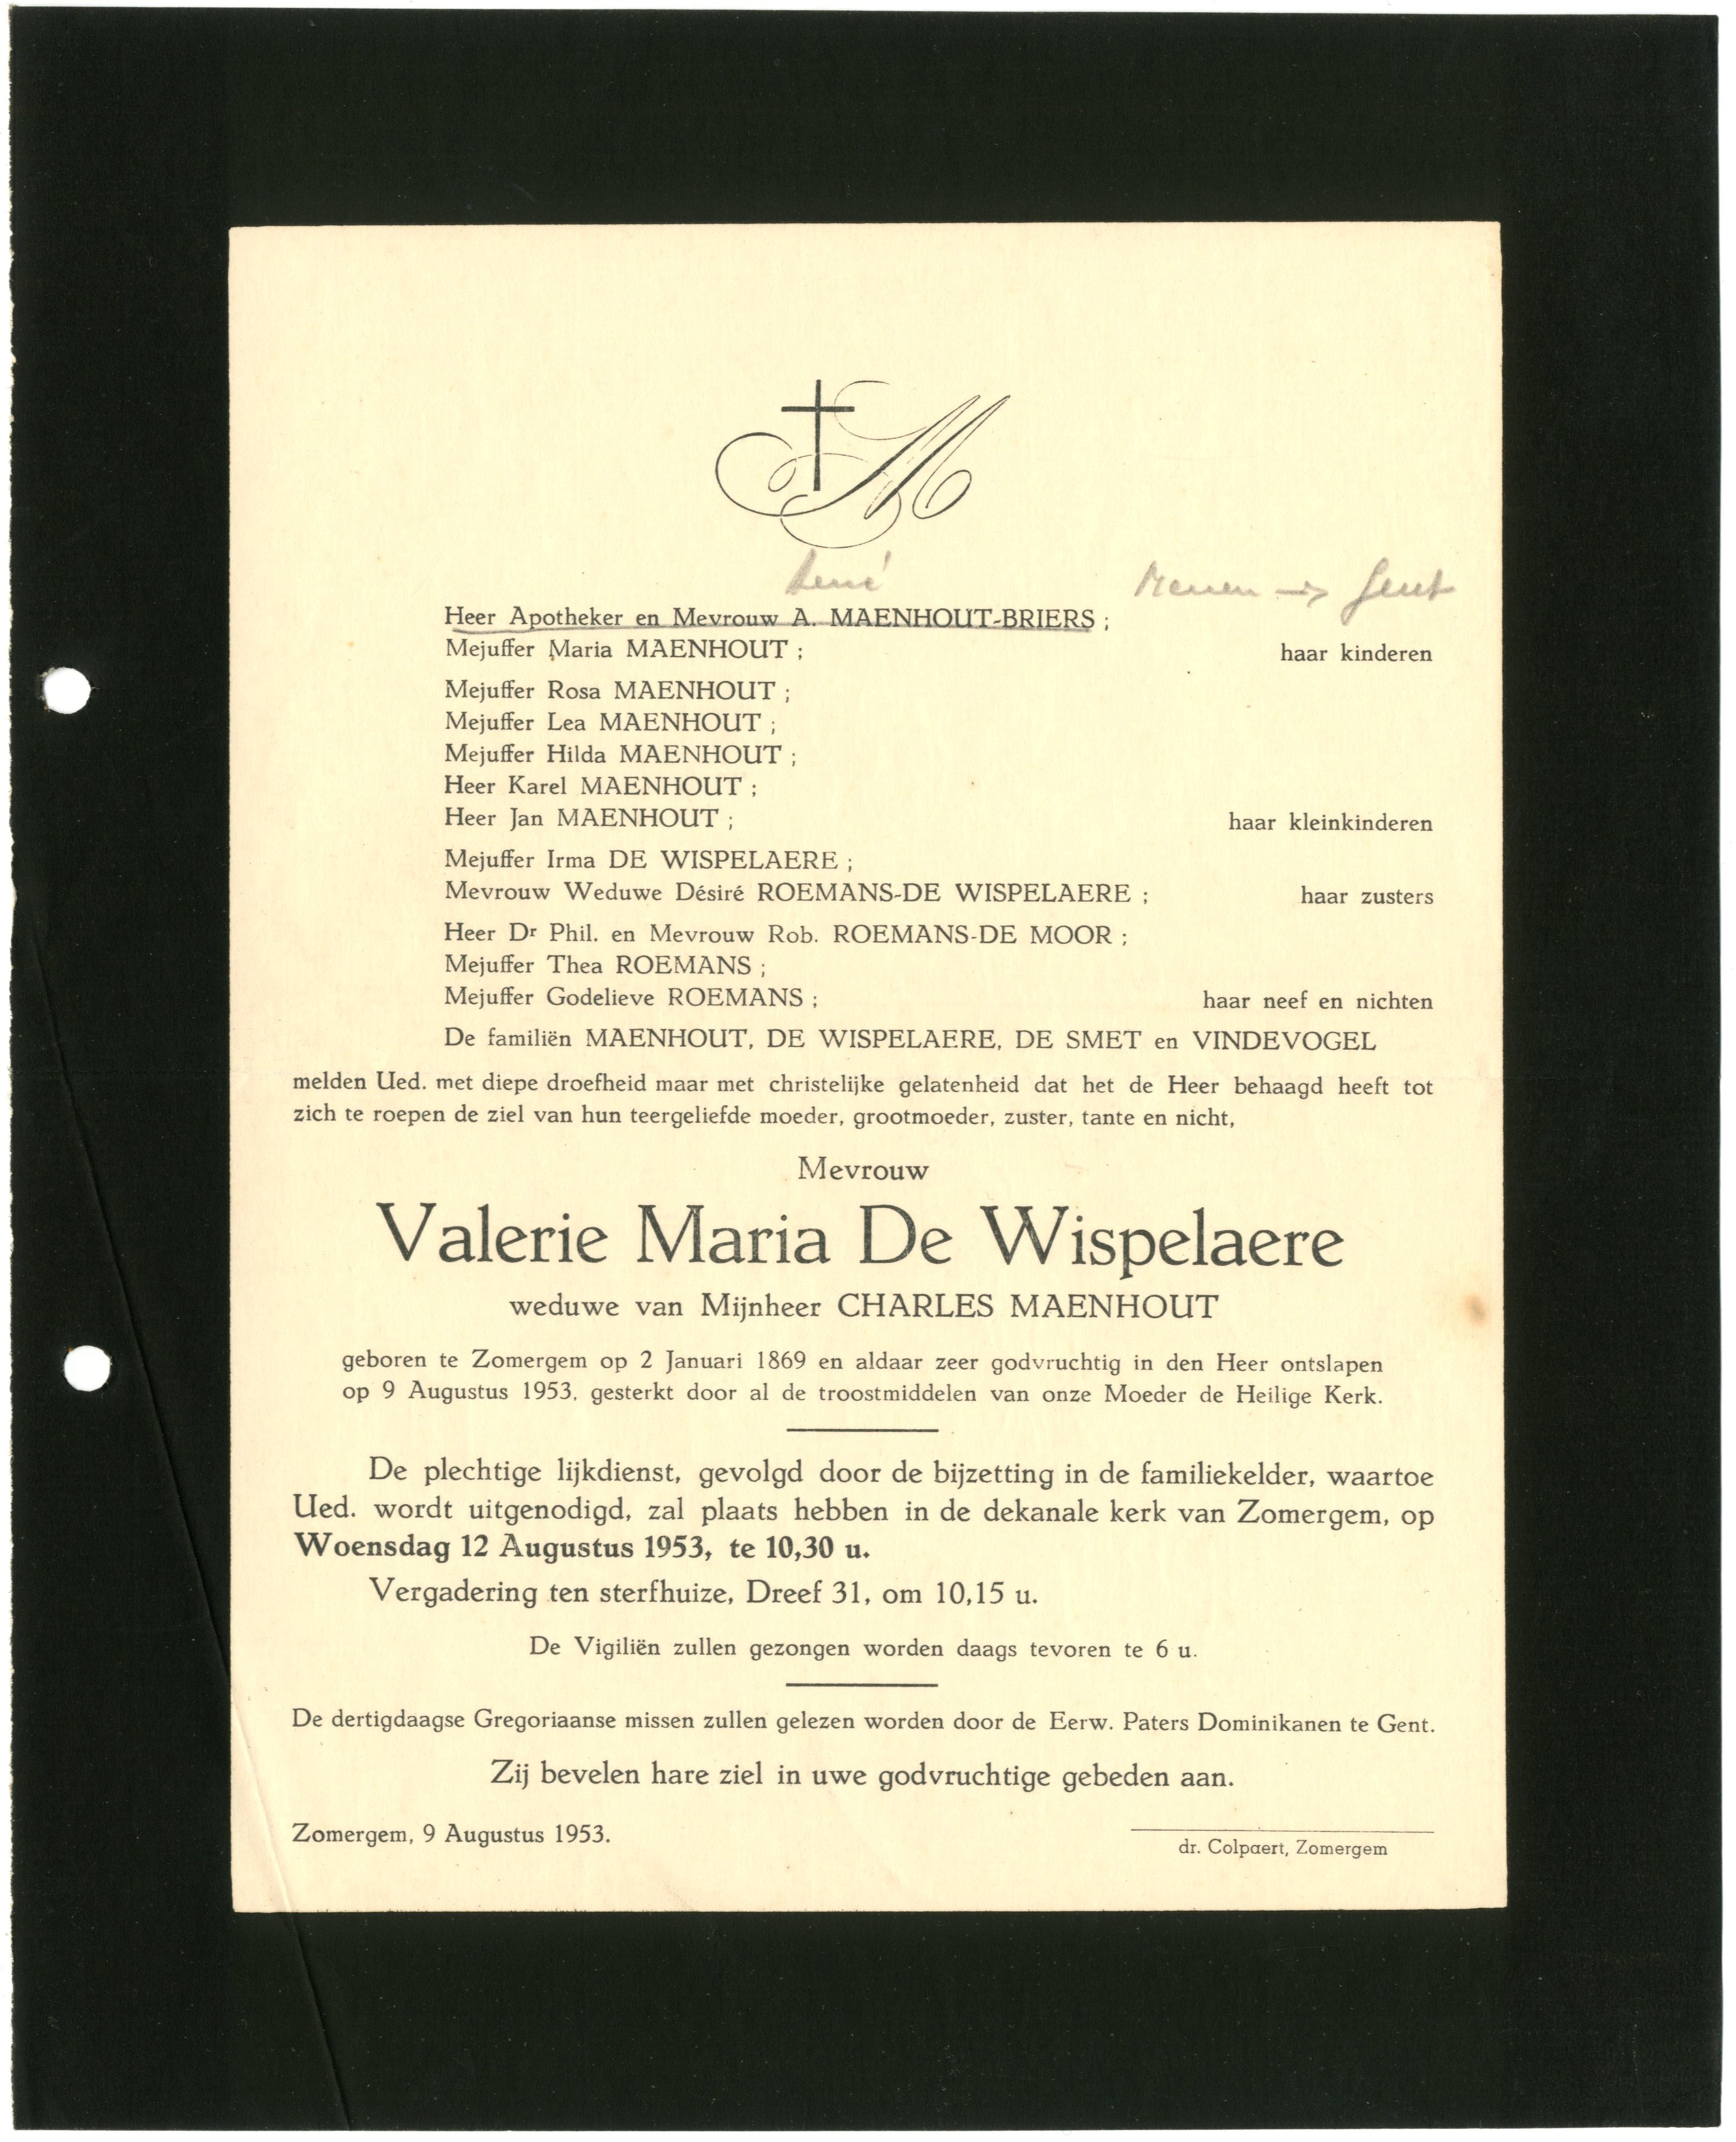 M
René Menen → Gent
Heer Apotheker en Mevrouw A. MAENHOUT-BRIERS ;
Mejuffer Maria MAENHOUT ; haar kinderen
Mejuffer Rosa MAENHOUT ;
Mejuffer Lea MAENHOUT ;
Mejuffer Hilda MAENHOUT ;
Heer Karel MAENHOUT ;
Heer Jan MAENHOUT ; haar kleinkinderen
Mejuffer Irma DE WISPELAERE ;
Mevrouw Weduwe Désiré ROEMANS-DE WISPELAERE ; haar zusters
Heer Dr Phil. en Mevrouw Rob. ROEMANS-DE MOOR ;
Mejuffer Thea ROEMANS ;
Mejuffer Godelieve ROEMANS ; haar neef en nichten
De familiën MAENHOUT, DE WISPELAERE, DE SMET en VINDEVOGEL
melden Ued. met diepe droefheid maar met christelijke gelatenheid dat het de Heer behaagd heeft tot
zich te roepen de ziel van hun teergeliefde moeder, grootmoeder, zuster, tante en nicht,
Mevrouw
Valerie Maria De Wispelaere
weduwe van Mijnheer CHARLES MAENHOUT
geboren te Zomergem op 2 Januari 1869 en aldaar zeer godvruchtig in den Heer ontslapen
op 9 Augustus 1953, gesterkt door al de troostmiddelen van onze Moeder de Heilige Kerk.
De plechtige lijkdienst, gevolgd door de bijzetting in de familiekelder, waartoe
Ued. wordt uitgenodigd, zal plaats hebben in de dekanale kerk van Zomergem, op
Woensdag 12 Augustus 1953, te 10,30 u.
Vergadering ten sterfhuize, Dreef 31, om 10,15 u.
De Vigiliën zullen gezongen worden daags tevoren te 6 u.
De dertigdaagse Gregoriaanse missen zullen gelezen worden door de Eerw. Paters Dominikanen te Gent.
Zij bevelen hare ziel in uwe godvruchtige gebeden aan.
Zomergem, 9 Augustus 1953.
dr. Colpaert, Zomergem